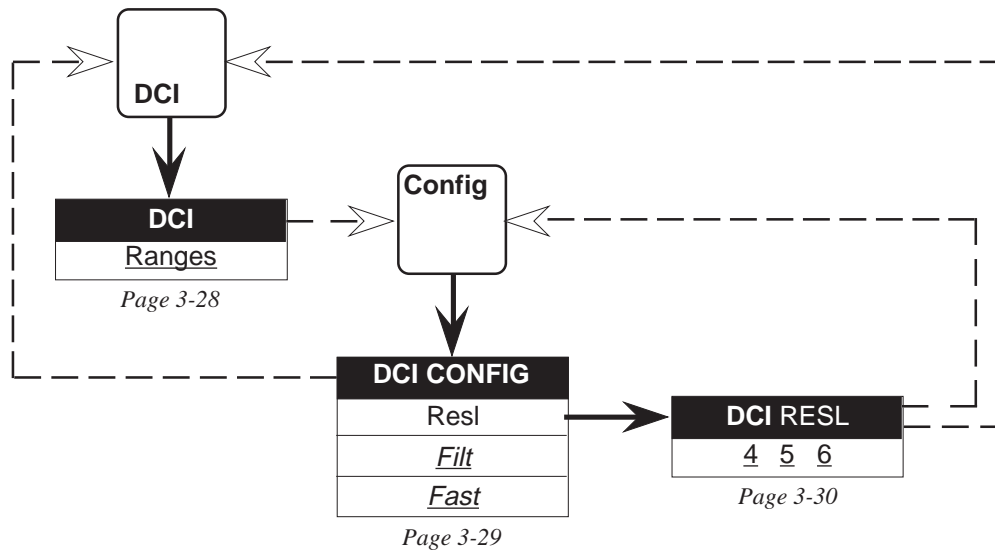 DCI
DCI
Ranges
Page 3-28
Config
DCI CONFIG
Resl
Filt
Fast
Page 3-29
DCI RESL
4 5 6
Page 3-30